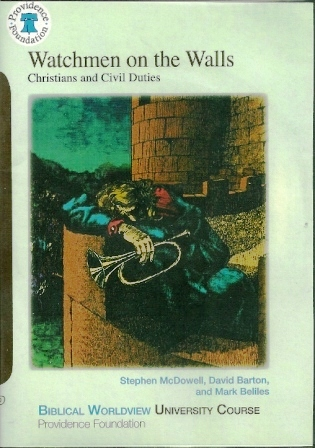 Providence
Foundation
Watchmen on the Walls
Christians and Civil Duties
Stephen McDowell, David Barton,
and Mark Beliles
BIBLICAL WORLDVIEW UNIVERSITY COURSE
Providence Foundation